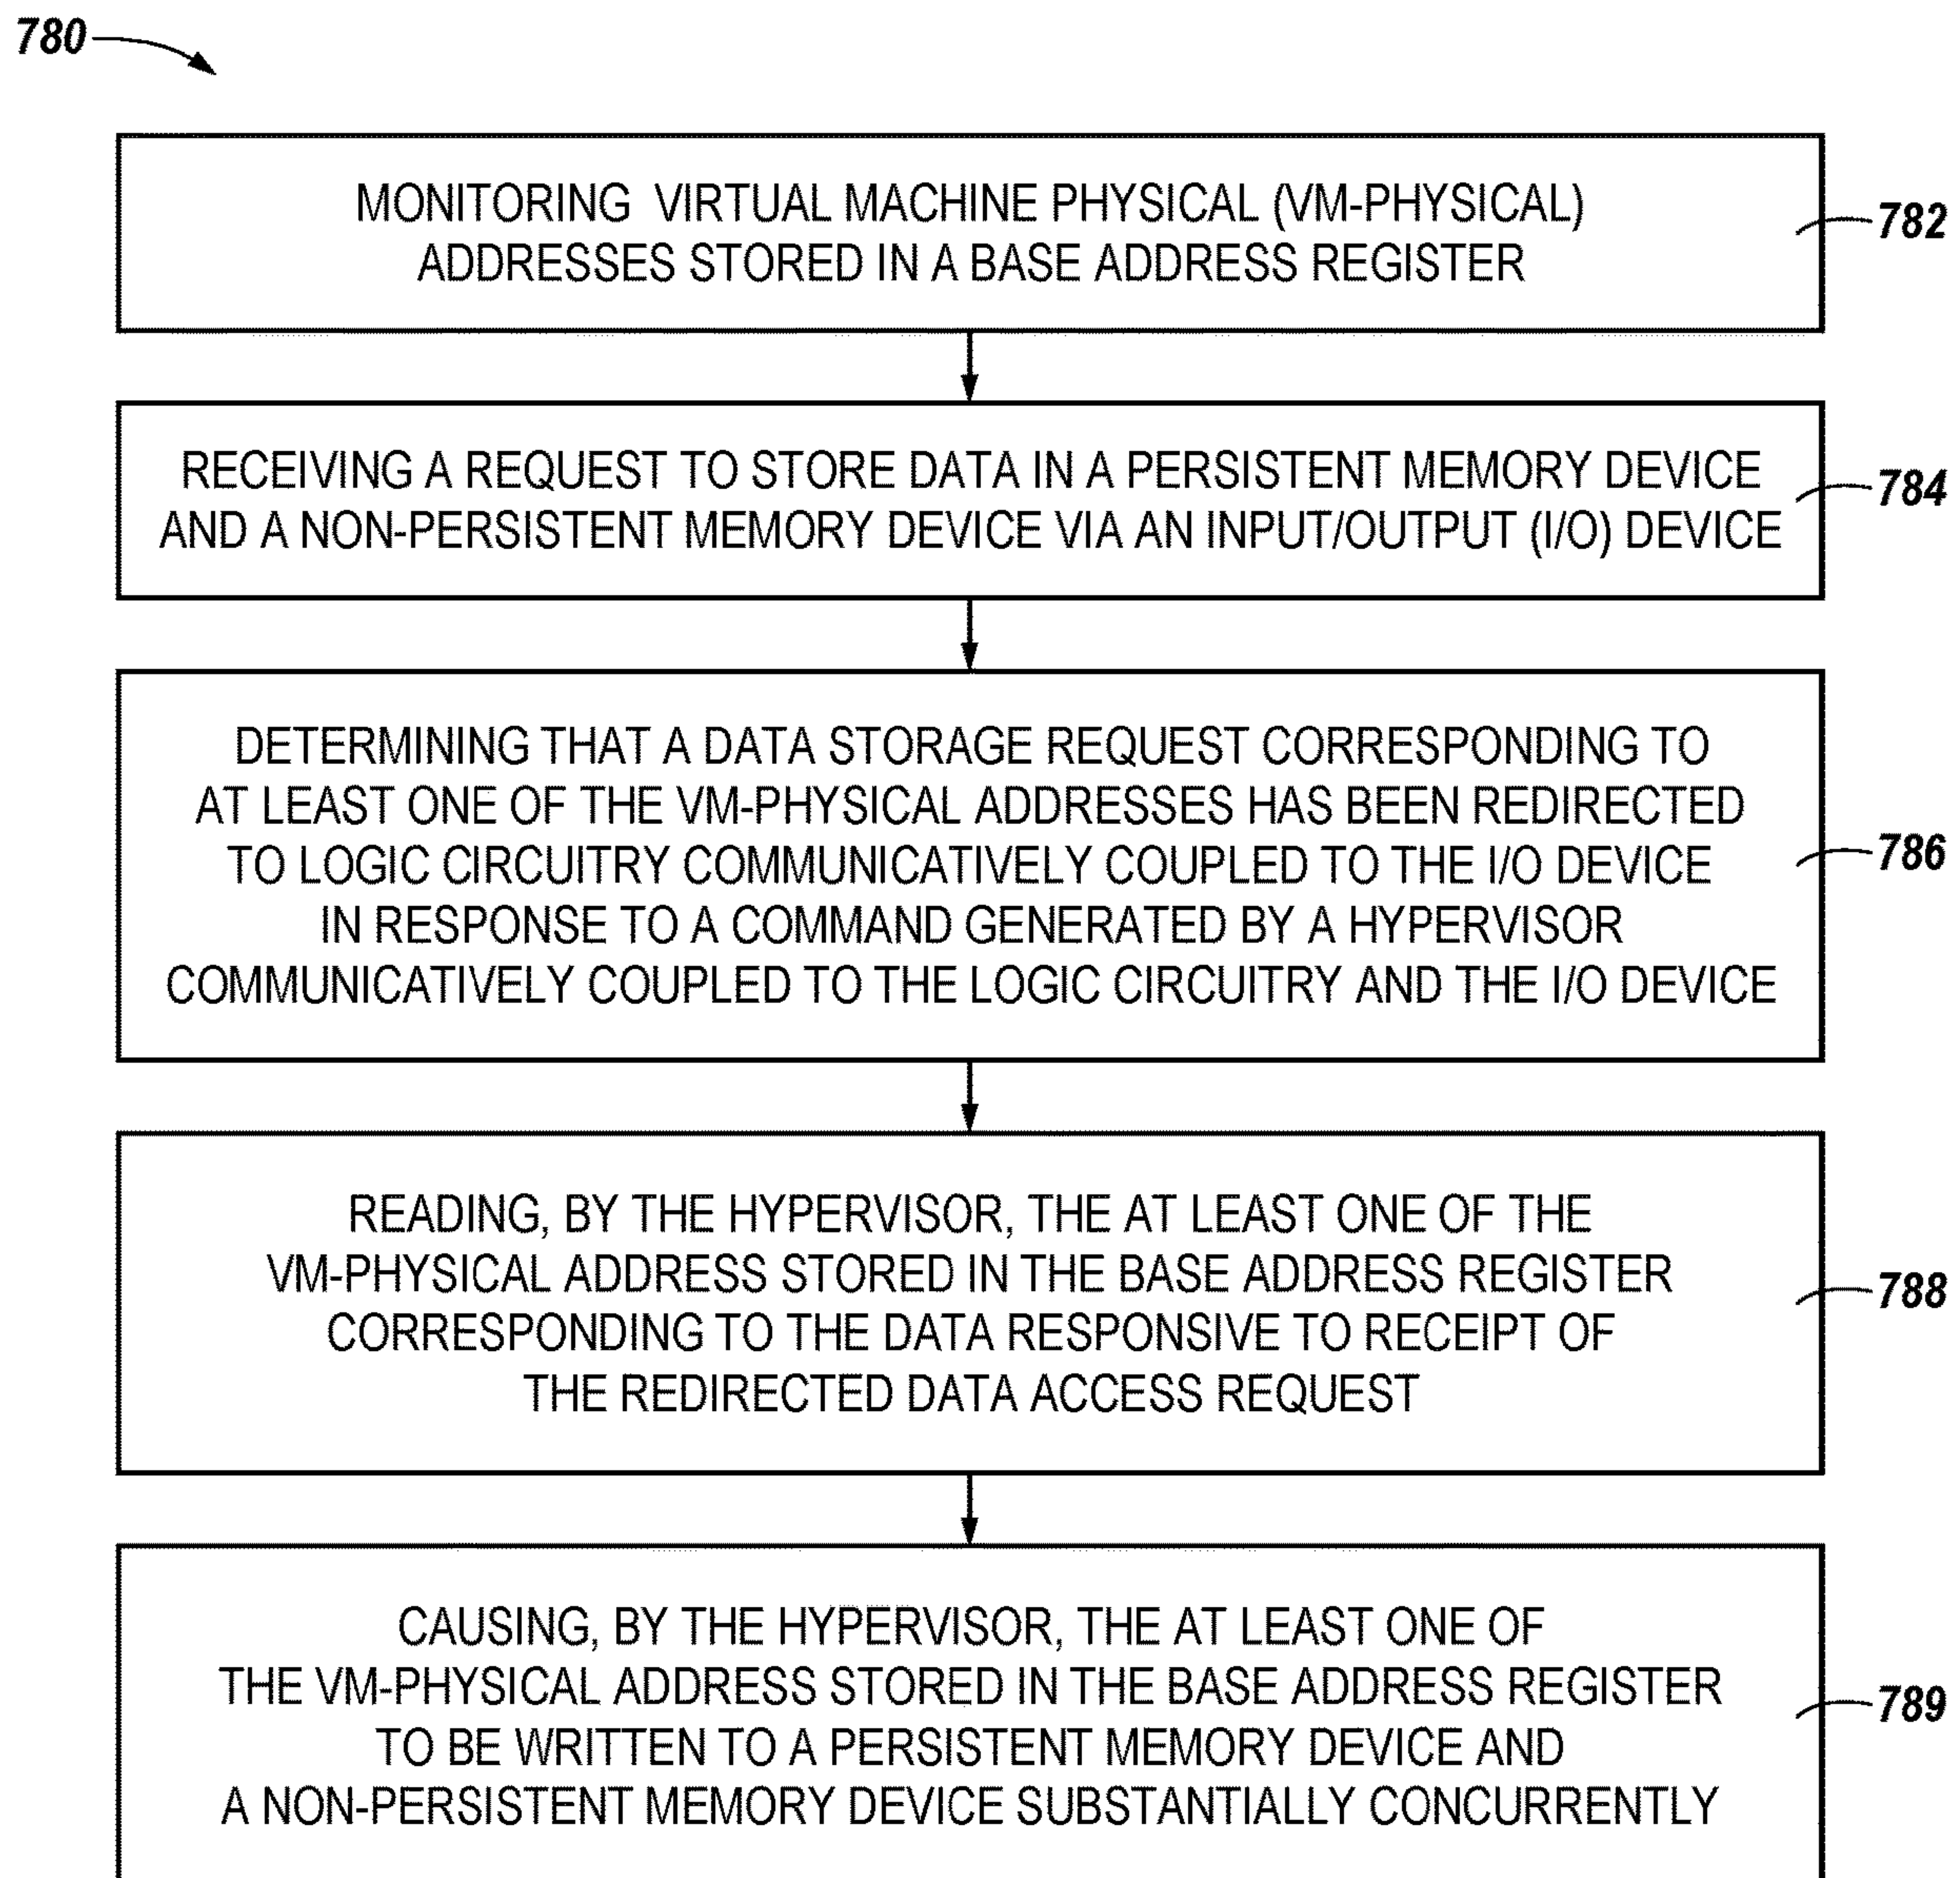 780
MONITORING VIRTUAL MACHINE PHYSICAL (VM-PHYSICAL)
ADDRESSES STORED IN A BASE ADDRESS REGISTER
782
RECEIVING A REQUEST TO STORE DATA IN A PERSISTENT MEMORY DEVICE
AND A NON-PERSISTENT MEMORY DEVICE VIA AN INPUT/OUTPUT (I/O) DEVICE
784
DETERMINING THAT A DATA STORAGE REQUEST CORRESPONDING TO
AT LEAST ONE OF THE VM-PHYSICAL ADDRESSES HAS BEEN REDIRECTED
TO LOGIC CIRCUITRY COMMUNICATIVELY COUPLED TO THE I/O DEVICE
IN RESPONSE TO A COMMAND GENERATED BY A HYPERVISOR
COMMUNICATIVELY COUPLED TO THE LOGIC CIRCUITRY AND THE I/O DEVICE
786
READING, BY THE HYPERVISOR, THE AT LEAST ONE OF THE
VM-PHYSICAL ADDRESS STORED IN THE BASE ADDRESS REGISTER
CORRESPONDING TO THE DATA RESPONSIVE TO RECEIPT OF
THE REDIRECTED DATA ACCESS REQUEST
788
CAUSING, BY THE HYPERVISOR, THE AT LEAST ONE OF
THE VM-PHYSICAL ADDRESS STORED IN THE BASE ADDRESS REGISTER
TO BE WRITTEN TO A PERSISTENT MEMORY DEVICE AND
A NON-PERSISTENT MEMORY DEVICE SUBSTANTIALLY CONCURRENTLY
789